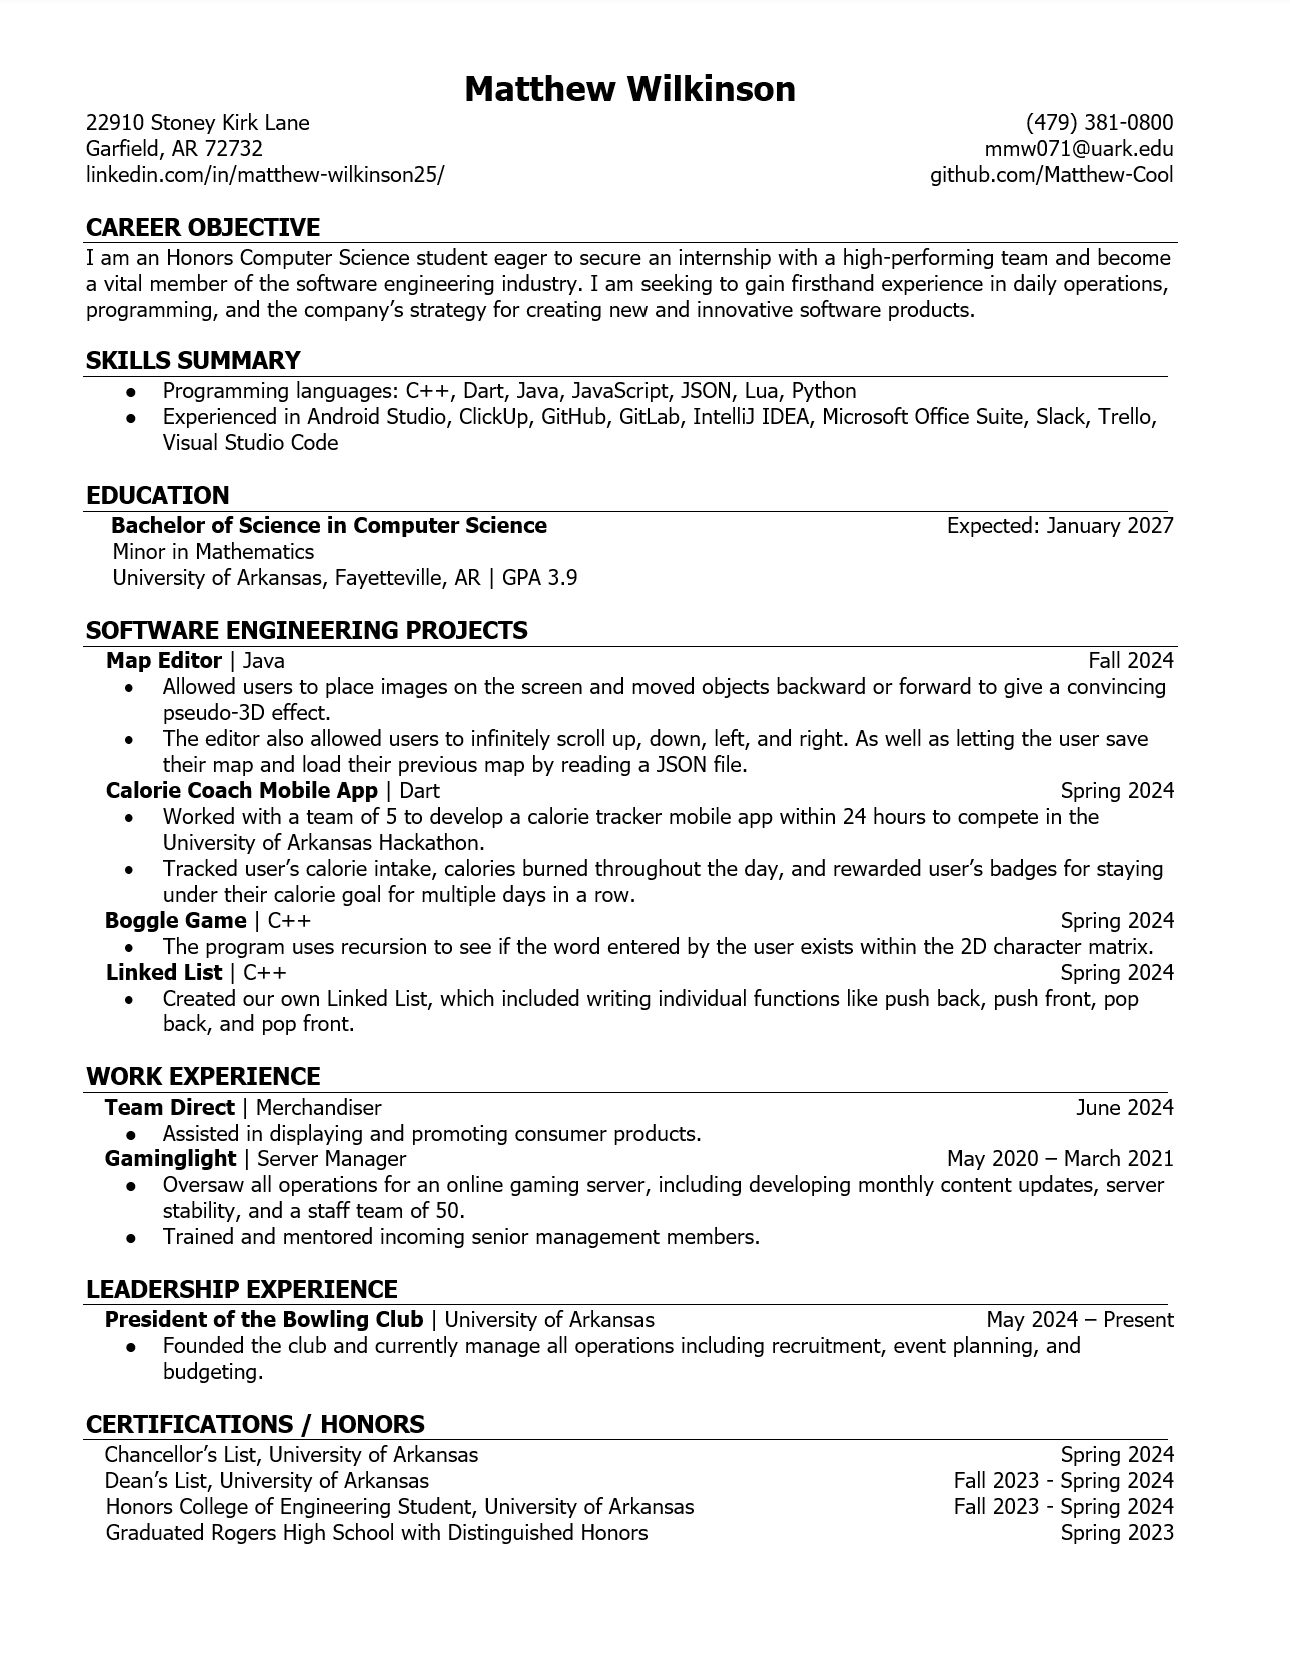 Matthew Wilkinson
22910 Stoney Kirk Lane (479) 381-0800
Garfield, AR 72732 mmw071@uark.edu
linkedin.com/in/matthew-wilkinson25/ github.com/Matthew-Cool
CAREER OBJECTIVE
I am an Honors Computer Science student eager to secure an internship with a high-performing team and become
a vital member of the software engineering industry. I am seeking to gain firsthand experience in daily operations,
programming, and the company’s strategy for creating new and innovative software products.
SKILLS SUMMARY
● Programming languages: C++, Dart, Java, JavaScript, JSON, Lua, Python
● Experienced in Android Studio, ClickUp, GitHub, GitLab, IntelliJ IDEA, Microsoft Office Suite, Slack, Trello,
Visual Studio Code
EDUCATION
Bachelor of Science in Computer Science Expected: January 2027
Minor in Mathematics
University of Arkansas, Fayetteville, AR | GPA 3.9
SOFTWARE ENGINEERING PROJECTS
Map Editor | Java Fall 2024
● Allowed users to place images on the screen and moved objects backward or forward to give a convincing
pseudo-3D effect.
● The editor also allowed users to infinitely scroll up, down, left, and right. As well as letting the user save
their map and load their previous map by reading a JSON file.
Calorie Coach Mobile App | Dart Spring 2024
● Worked with a team of 5 to develop a calorie tracker mobile app within 24 hours to compete in the
University of Arkansas Hackathon.
● Tracked user’s calorie intake, calories burned throughout the day, and rewarded user’s badges for staying
under their calorie goal for multiple days in a row.
Boggle Game | C++ Spring 2024
● The program uses recursion to see if the word entered by the user exists within the 2D character matrix.
Linked List | C++ Spring 2024
● Created our own Linked List, which included writing individual functions like push back, push front, pop
back, and pop front.
WORK EXPERIENCE
Team Direct | Merchandiser June 2024
● Assisted in displaying and promoting consumer products.
Gaminglight | Server Manager May 2020 – March 2021
● Oversaw all operations for an online gaming server, including developing monthly content updates, server
stability, and a staff team of 50.
● Trained and mentored incoming senior management members.
LEADERSHIP EXPERIENCE
President of the Bowling Club | University of Arkansas May 2024 – Present
● Founded the club and currently manage all operations including recruitment, event planning, and
budgeting.
CERTIFICATIONS / HONORS
Chancellor’s List, University of Arkansas Spring 2024
Dean’s List, University of Arkansas Fall 2023 - Spring 2024
Honors College of Engineering Student, University of Arkansas Fall 2023 - Spring 2024
Graduated Rogers High School with Distinguished Honors Spring 2023